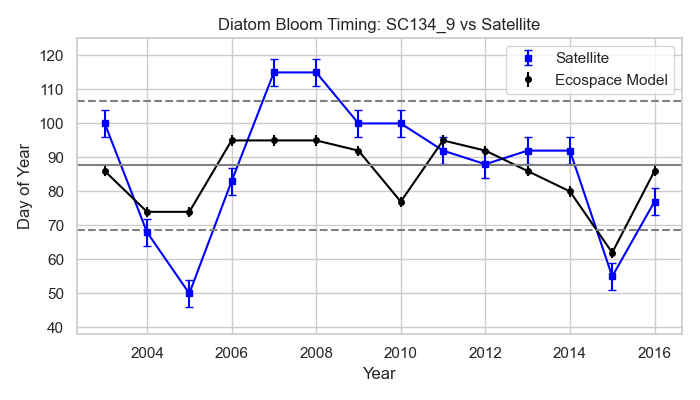 Diatom Bloom Timing: SC134_9 vs Satellite
Satellite
Ecospace Model
Day of Year
120
110
100
90
80
70
60
50
40
2004 2006 2008 2010 2012 2014 2016
Year